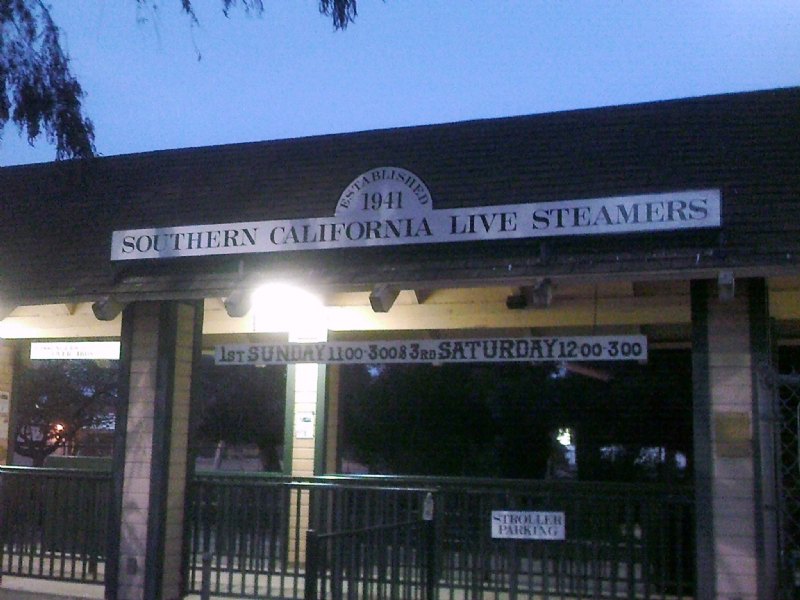 ESTABLISHED
1941
SOUTHERN CALIFORNIA LIVE STEAMERS
1ST SUNDAY 11:00-3:00 & 3RD SATURDAY 12:00-3:00
STROLLER
PARKING